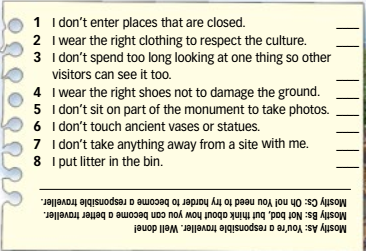 1 I don't enter places that are closed.
2 I wear the right clothing to respect the culture.
3 I don't spend too long looking at one thing so other
visitors can see it too.
4 I wear the right shoes not to damage the ground.
5 I don't sit on part of the monument to take photos.
6 I don't touch ancient vases or statues.
7 I don't take anything away from a site with me.
8 I put litter in the bin.
Mostly As: You're a responsible traveller. Well done!
Mostly Bs: Not bad, but think about how you can become a better traveller.
Mostly Cs: Oh no! You need to try harder to become a responsible traveller.